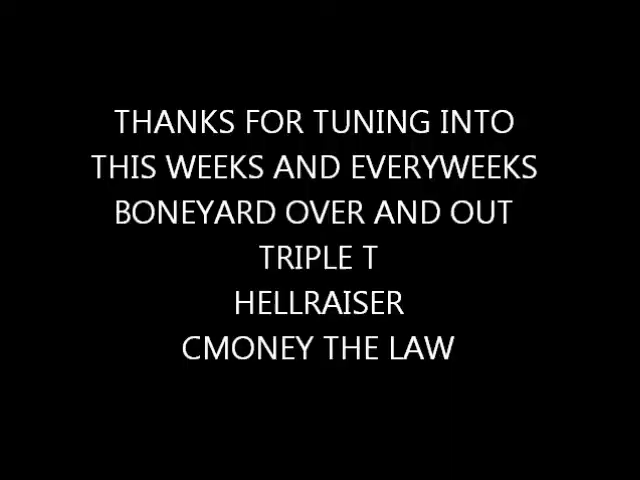 THANKS FOR TUNING INTO
THIS WEEKS AND EVERYWEEKS
BONEYARD OVER AND OUT
TRIPLE T
HELLRAISER
CMONEY THE LAW